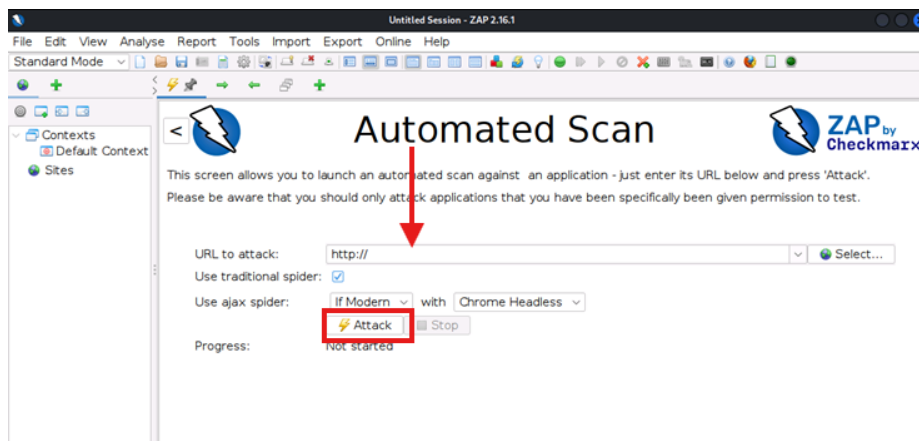 Untitled Session - ZAP 2.16.1
File Edit View Analyse Report Tools Import Export Online Help
Standard Mode
Contexts
Default Context
Sites
<
Automated Scan
ZAP by
Checkmarx
This screen allows you to launch an automated scan against an application - just enter its URL below and press 'Attack'.
Please be aware that you should only attack applications that you have been specifically been given permission to test.
URL to attack: http:// Select...
Use traditional spider:
Use ajax spider: If Modern with Chrome Headless
Attack Stop
Progress: Not started